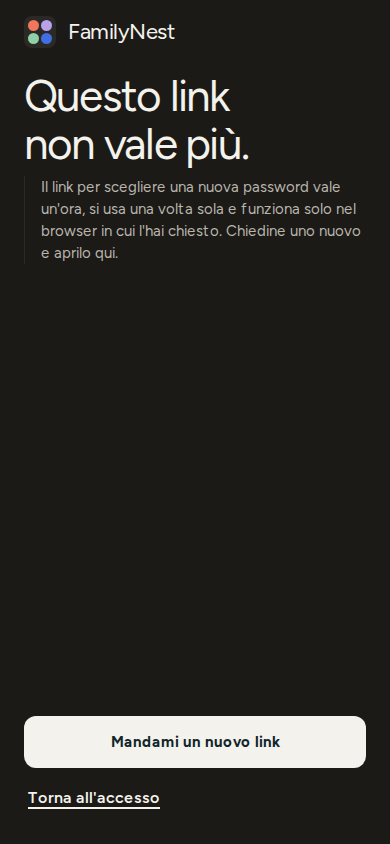 FamilyNest
Questo link
non vale più.
Il link per scegliere una nuova password vale
un'ora, si usa una volta sola e funziona solo nel
browser in cui l'hai chiesto. Chiedine uno nuovo
e aprilo qui.
Mandami un nuovo link
Torna all'accesso